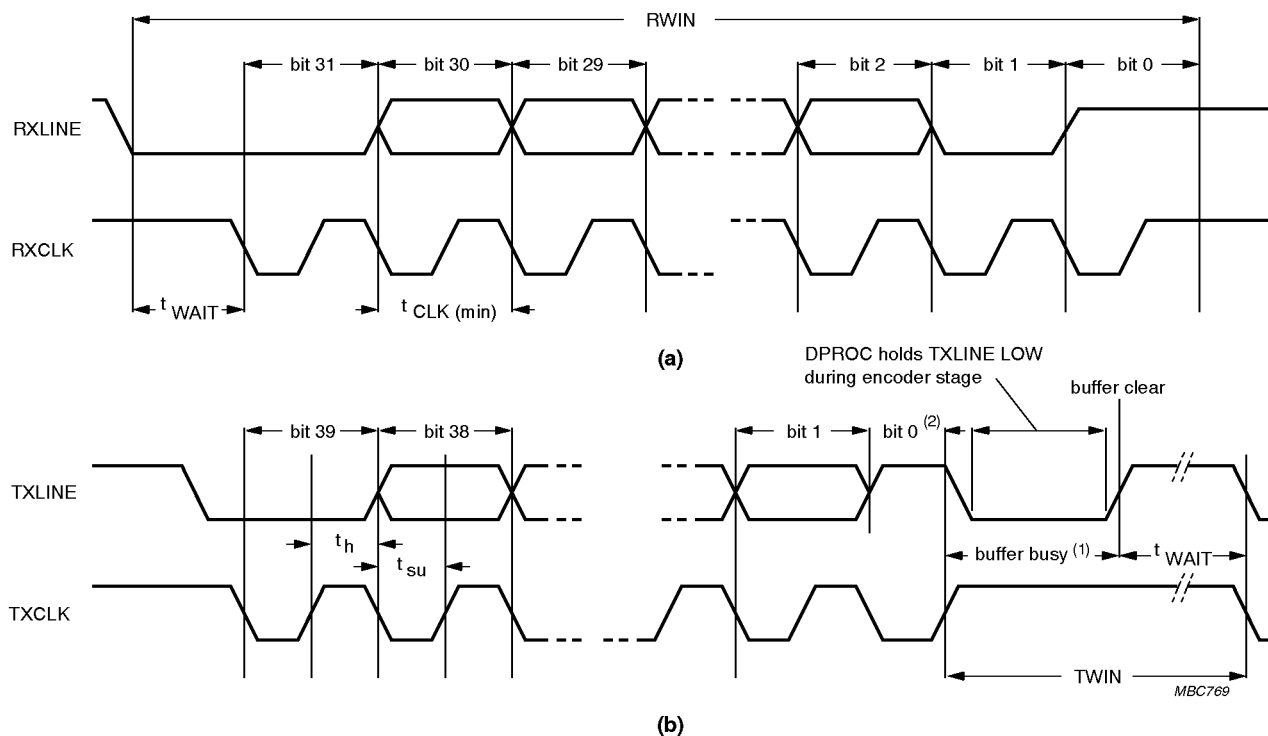 RWIN
bit 31 bit 30 bit 29 bit 2 bit 1 bit 0
RXLINE
RXCLK
t WAIT t CLK (min)
(a)
DPROC holds TXLINE LOW
during encoder stage
buffer clear
bit 39 bit 38 bit 1 bit 0 (2)
TXLINE
t h
t su
buffer busy (1) t WAIT
TXCLK
TWIN
MBC769
(b)